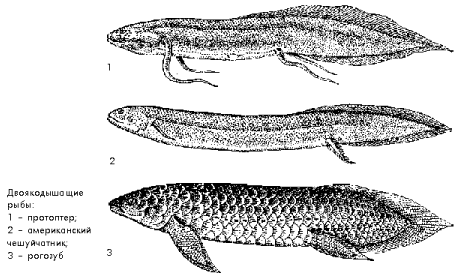 1
2
3
Двоякодышащие
рыбы:
1 – протоптер;
2 – американский
чешуйчатник;
3 – рогозуб